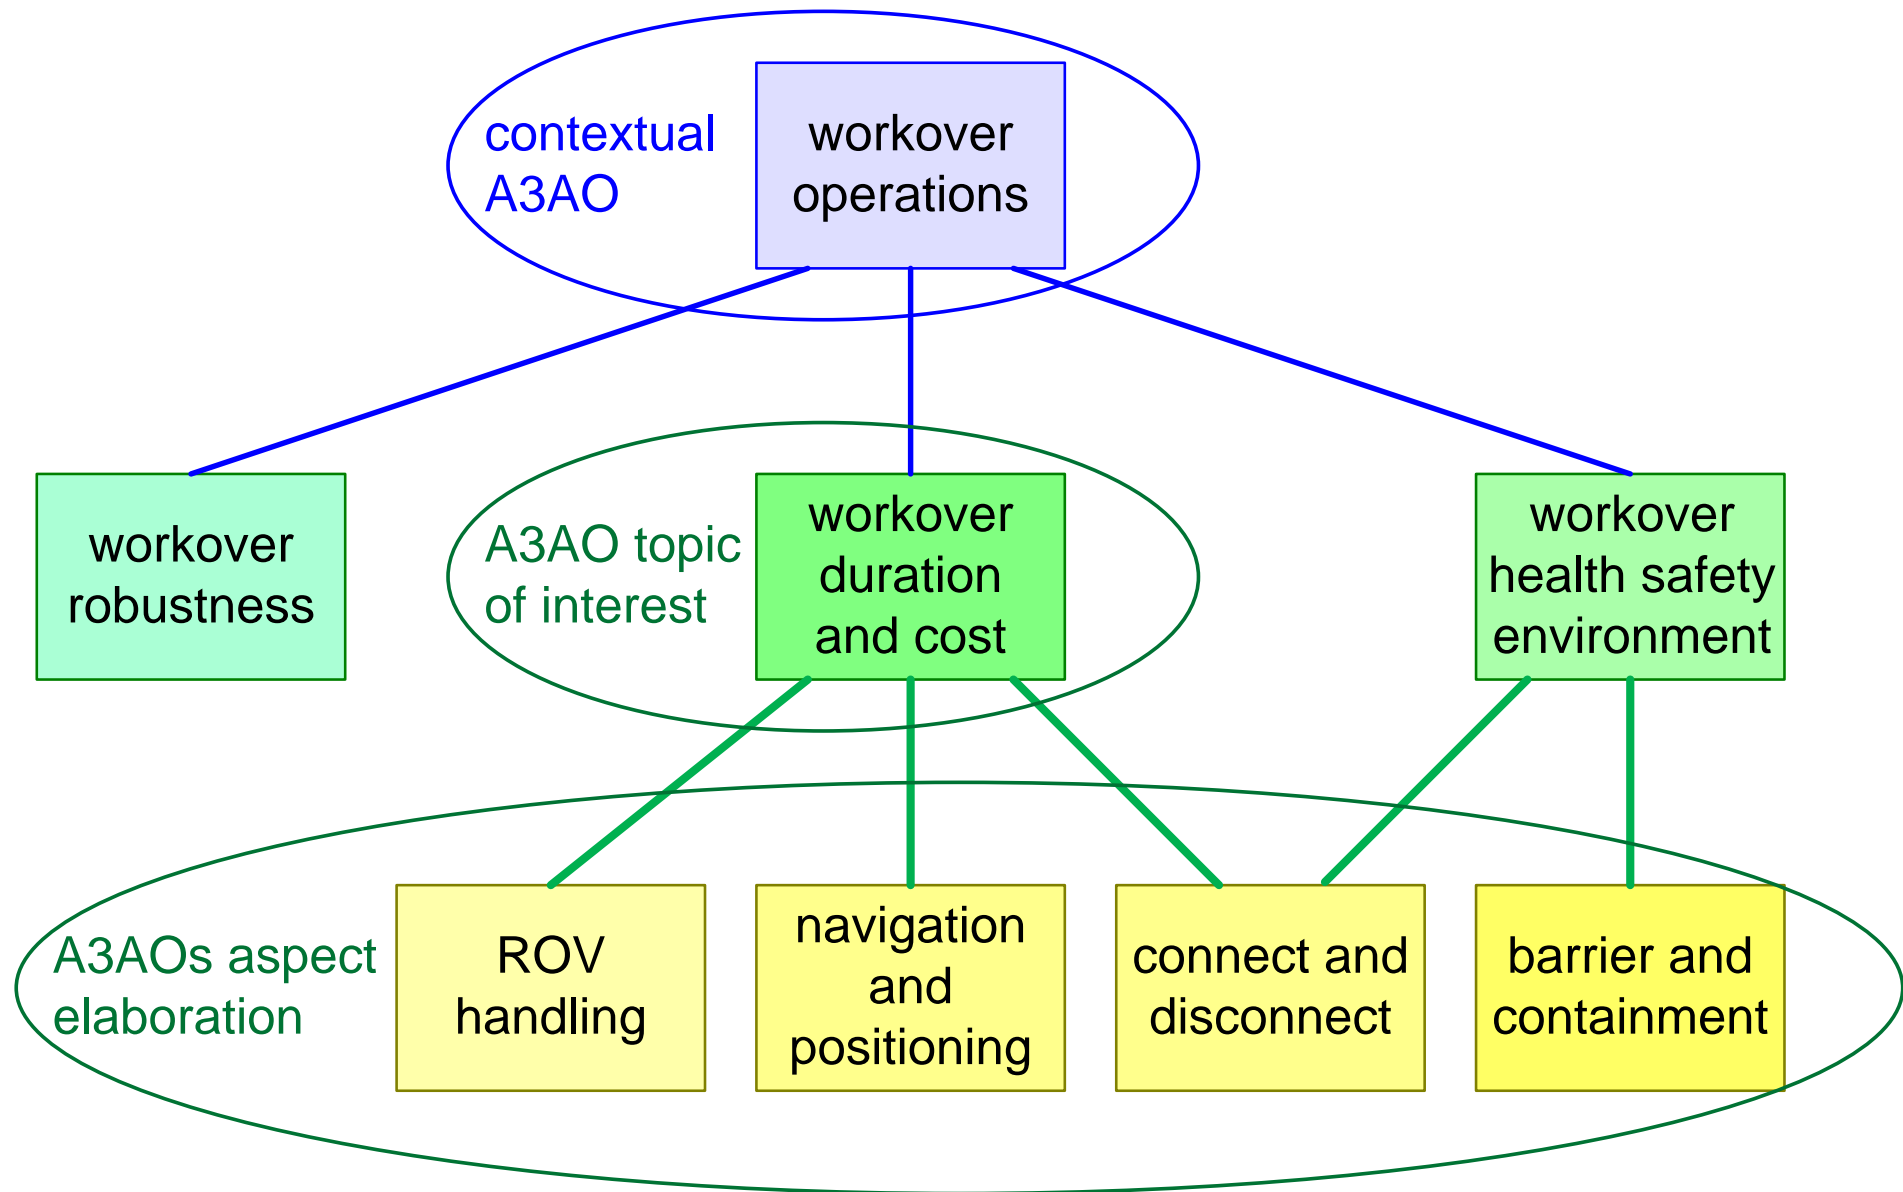 contextual
A3AO
workover
operations
workover
robustness
A3AO topic
of interest
workover
duration
and cost
workover
health safety
environment
A3AOs aspect
elaboration
ROV
handling
navigation
and
positioning
connect and
disconnect
barrier and
containment